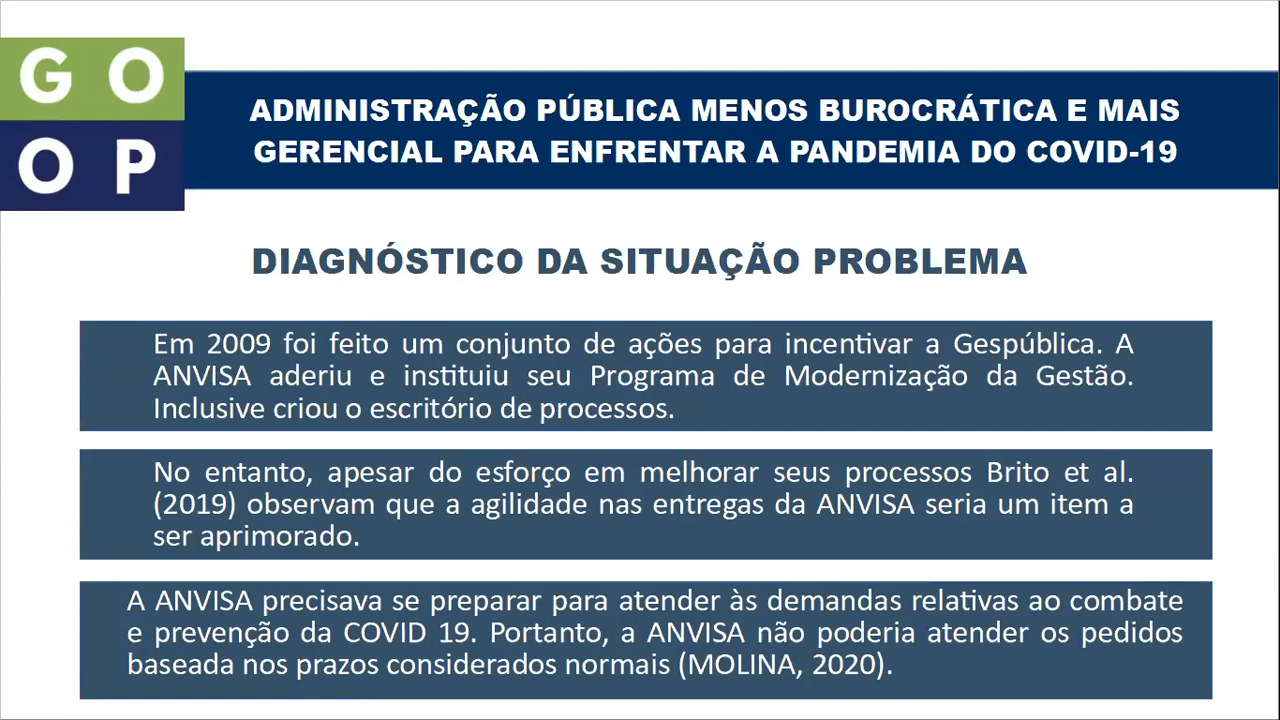 G O
O P
ADMINISTRAÇÃO PÚBLICA MENOS BUROCRÁTICA E MAIS
GERENCIAL PARA ENFRENTAR A PANDEMIA DO COVID-19
DIAGNÓSTICO DA SITUAÇÃO PROBLEMA
Em 2009 foi feito um conjunto de ações para incentivar a Gespública. A
ANVISA aderiu e instituiu seu Programa de Modernização da Gestão.
Inclusive criou o escritório de processos.
No entanto, apesar do esforço em melhorar seus processos Brito et al.
(2019) observam que a agilidade nas entregas da ANVISA seria um item a
ser aprimorado.
A ANVISA precisava se preparar para atender às demandas relativas ao combate
e prevenção da COVID 19. Portanto, a ANVISA não poderia atender os pedidos
baseada nos prazos considerados normais (MOLINA, 2020).